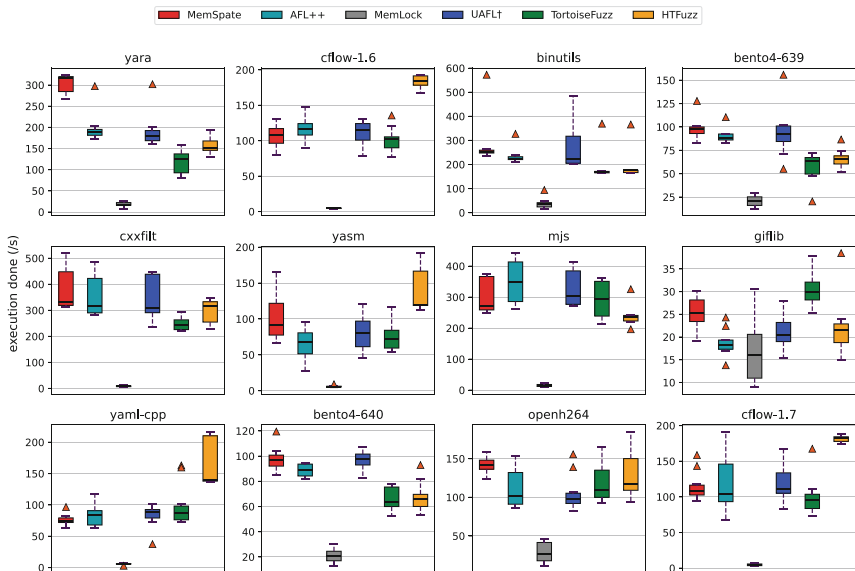 MemSpate AFL++ MemLock UAFL† TortoiseFuzz HTFuzz
yara cflow-1.6 binutils bento4-639
300 250 200 150 100 50 0
200 150 100 50 0
600 500 400 300 200 100 0
150 125 100 75 50 25
execution done (/s)
cxxfilt yasm mjs giflib
500 400 300 200 100 0
200 150 100 50 0
400 300 200 100 0
35 30 25 20 15 10
yaml-cpp bento4-640 openh264 cflow-1.7
200 150 100 50 0
120 100 80 60 40 20
150 100 50
200 150 100 50 0